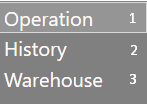 Operation 1
History 2
Warehouse 3